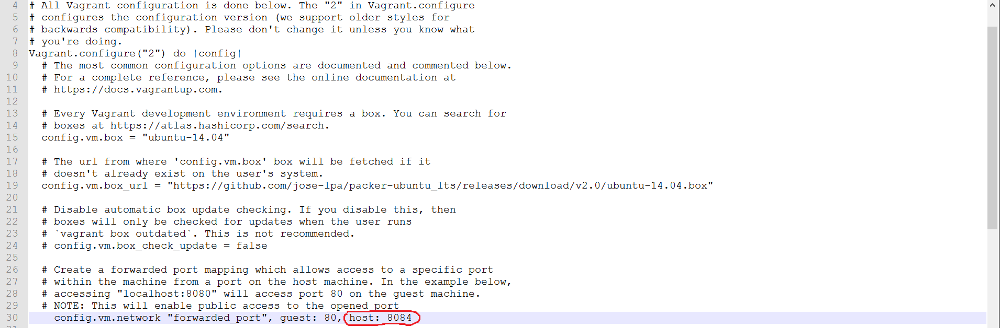 4 # All Vagrant configuration is done below. The "2" in Vagrant.configure
5 # configures the configuration version (we support older styles for
6 # backwards compatibility). Please don't change it unless you know what
7 # you're doing.
8 Vagrant.configure("2") do |config|
9 # The most common configuration options are documented and commented below.
10 # For a complete reference, please see the online documentation at
11 # https://docs.vagrantup.com.
12
13 # Every Vagrant development environment requires a box. You can search for
14 # boxes at https://atlas.hashicorp.com/search.
15 config.vm.box = "ubuntu-14.04"
16
17 # The url from where 'config.vm.box' box will be fetched if it
18 # doesn't already exist on the user's system.
19 config.vm.box_url = "https://github.com/jose-lpa/packer-ubuntu_lts/releases/download/v2.0/ubuntu-14.04.box"
20
21 # Disable automatic box update checking. If you disable this, then
22 # boxes will only be checked for updates when the user runs
23 # `vagrant box outdated`. This is not recommended.
24 # config.vm.box_check_update = false
25
26 # Create a forwarded port mapping which allows access to a specific port
27 # within the machine from a port on the host machine. In the example below,
28 # accessing "localhost:8080" will access port 80 on the guest machine.
29 # NOTE: This will enable public access to the opened port
30 config.vm.network "forwarded_port", guest: 80, host: 8084